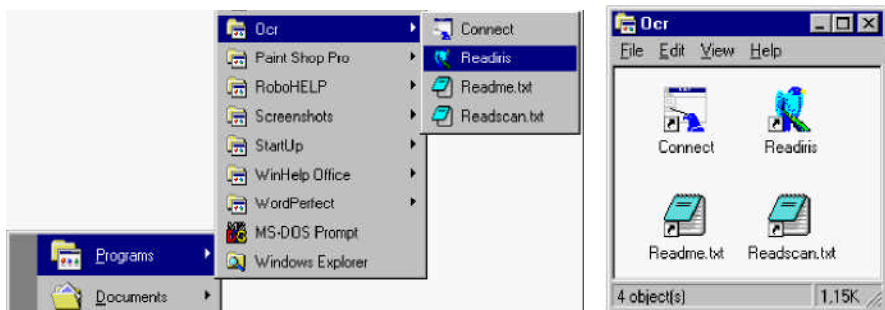 Ocr
Paint Shop Pro
RoboHELP
Screenshots
StartUp
WinHelp Office
WordPerfect
MS-DOS Prompt
Windows Explorer
Connect
Readiris
Readme.txt
Readscan.txt
Programs
Documents
Ocr
File Edit View Help
Connect Readiris
Readme.txt Readscan.txt
4 object(s) 1,15K